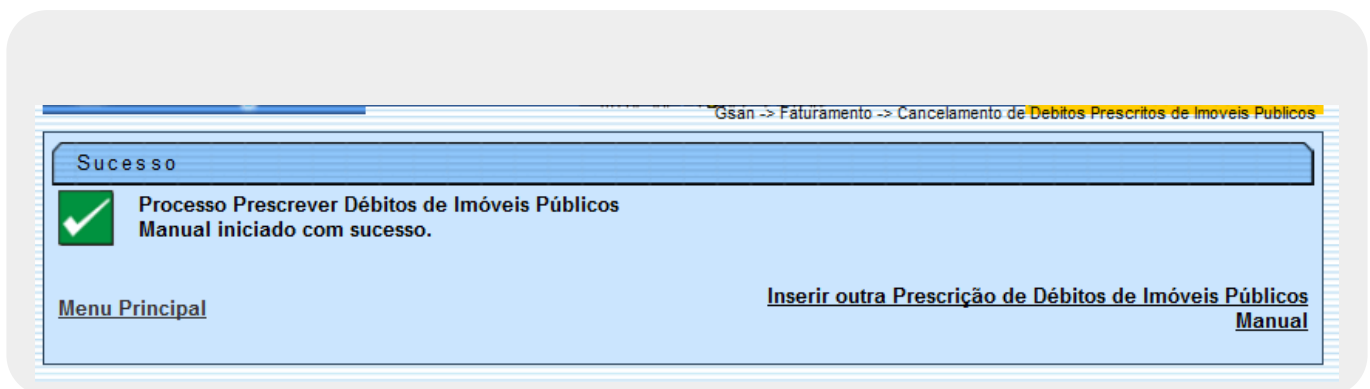 Gsan -> Faturamento -> Cancelamento de Debitos Prescritos de Imoveis Publicos
Sucesso
Processo Prescrever Débitos de Imóveis Públicos
Manual iniciado com sucesso.
Menu Principal
Inserir outra Prescrição de Débitos de Imóveis Públicos
Manual